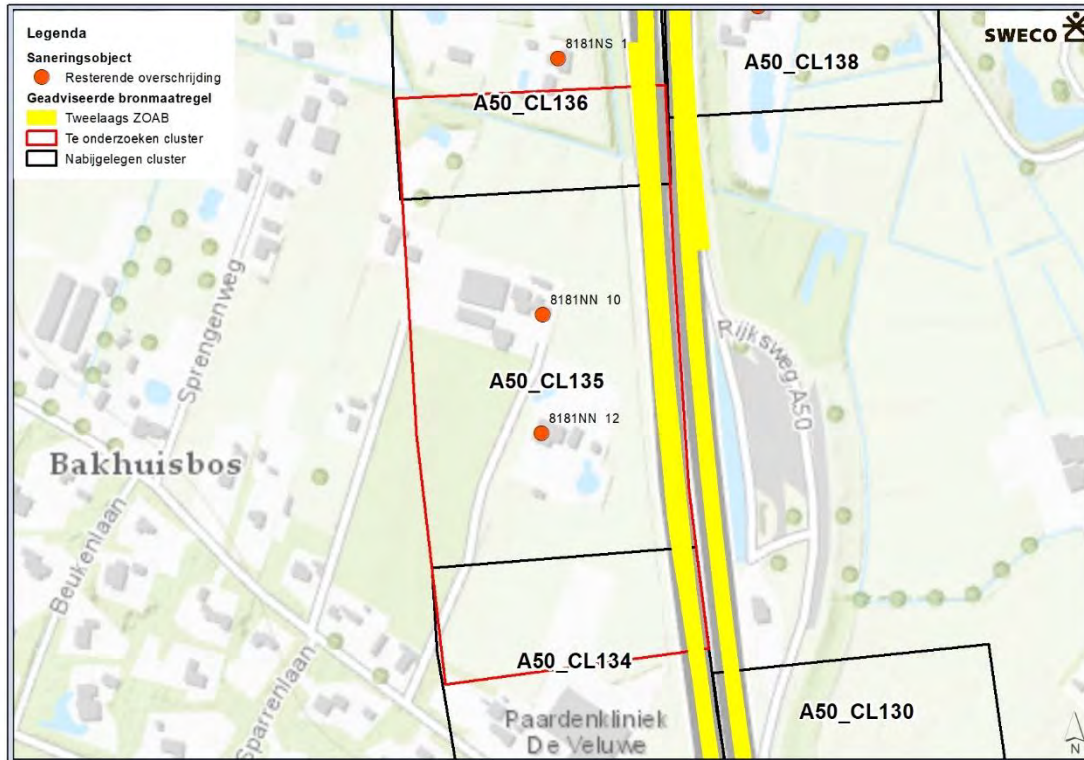 Legenda
Saneringsobject
Resterende overschrijding
Geadviseerde bronmaatregel
Tweelaags ZOAB
Te onderzoeken cluster
Nabijgelegen cluster
SWECO
8181NS 1
A50_CL138
A50_CL136
Sprengenweg
8181NN 10
Rijksweg A50
A50_CL135
8181NN 12
Bakhuisbos
Beukenlaan
Sparrenlaan
A50_CL134
Paardenkliniek
De Veluwe
A50_CL130
N